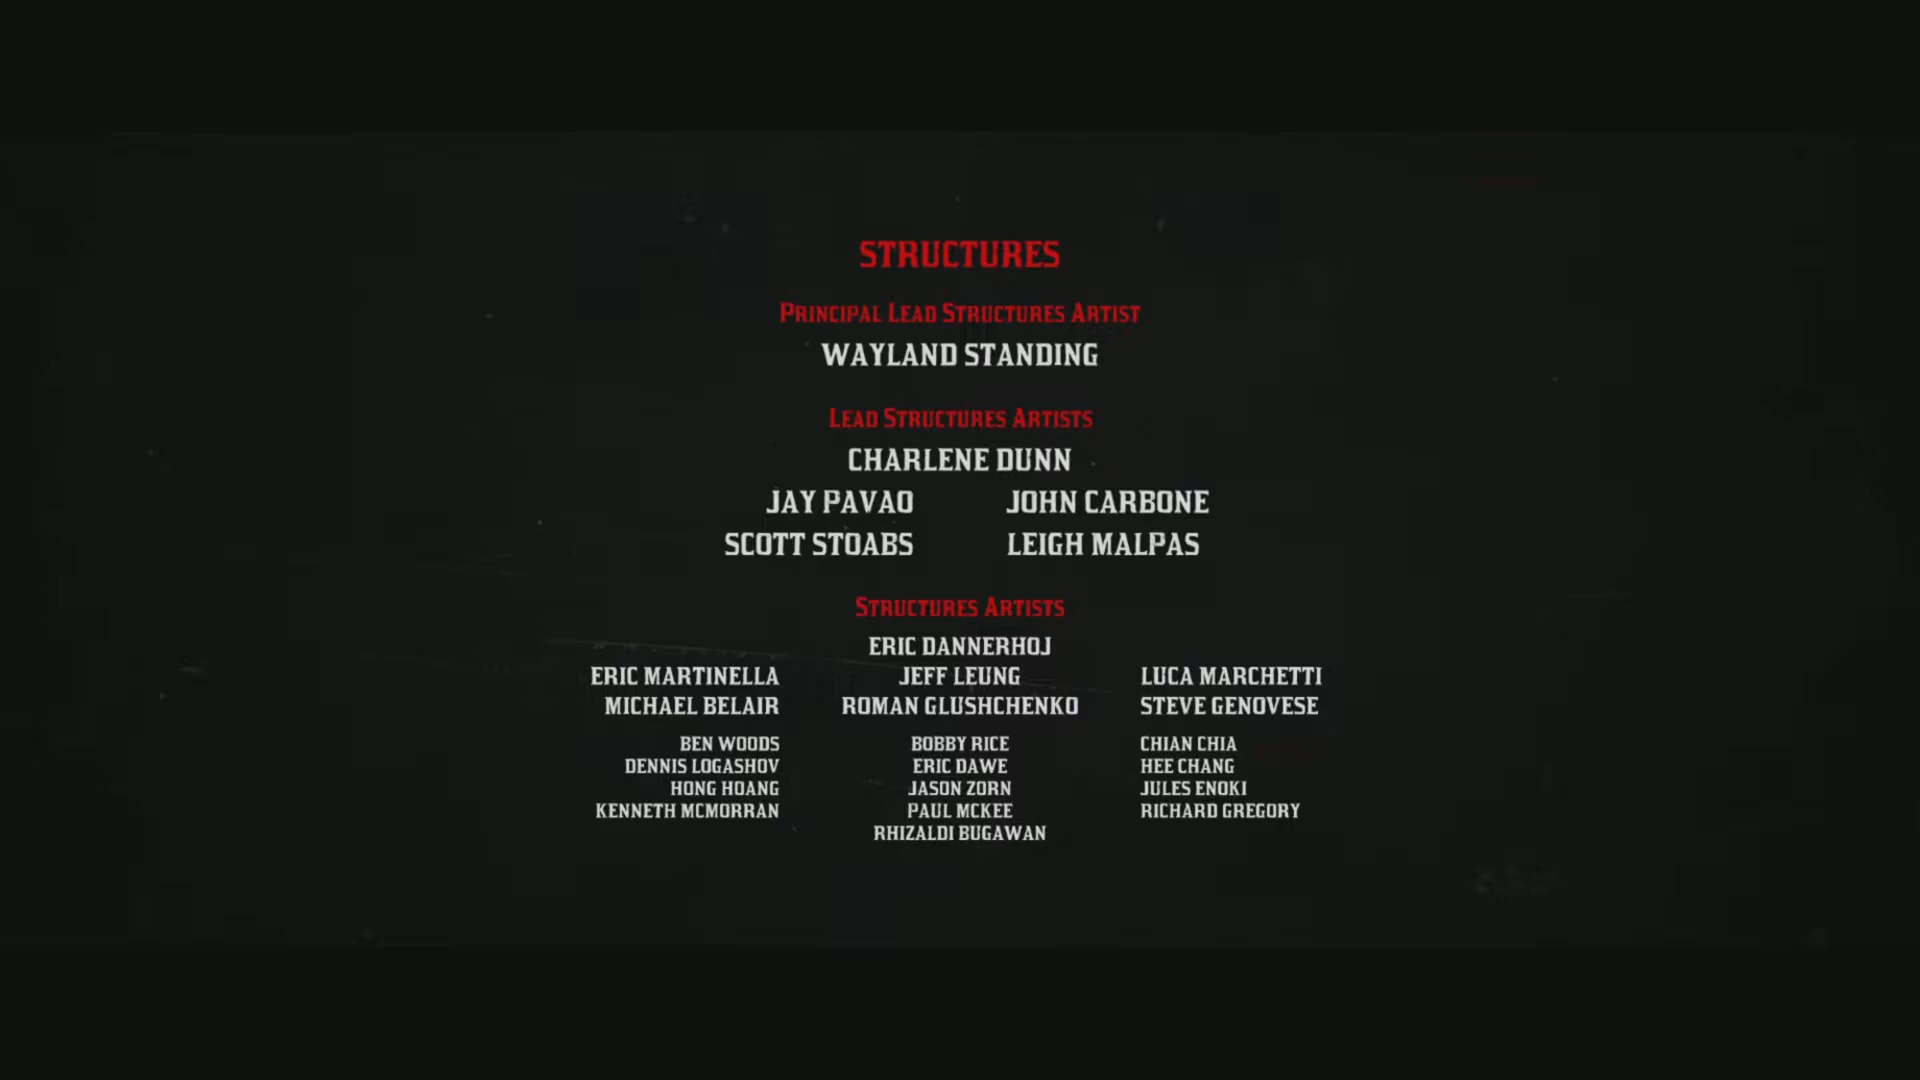 STRUCTURES
PRINCIPAL LEAD STRUCTURES ARTIST
WAYLAND STANDING
LEAD STRUCTURES ARTISTS
CHARLENE DUNN
JAY PAVAO JOHN CARBONE
SCOTT STOABS LEIGH MALPAS
STRUCTURES ARTISTS
ERIC DANNERHOJ
ERIC MARTINELLA JEFF LEUNG LUCA MARCHETTI
MICHAEL BELAIR ROMAN GLUSHCHENKO STEVE GENOVESE
BEN WOODS BOBBY RICE CHIAN CHIA
DENNIS LOGASHOV ERIC DAWE HEE CHANG
HONG HOANG JASON ZORN JULES ENOKI
KENNETH MCMORRAN PAUL MCKEE RICHARD GREGORY
RHIZALDI BUGAWAN